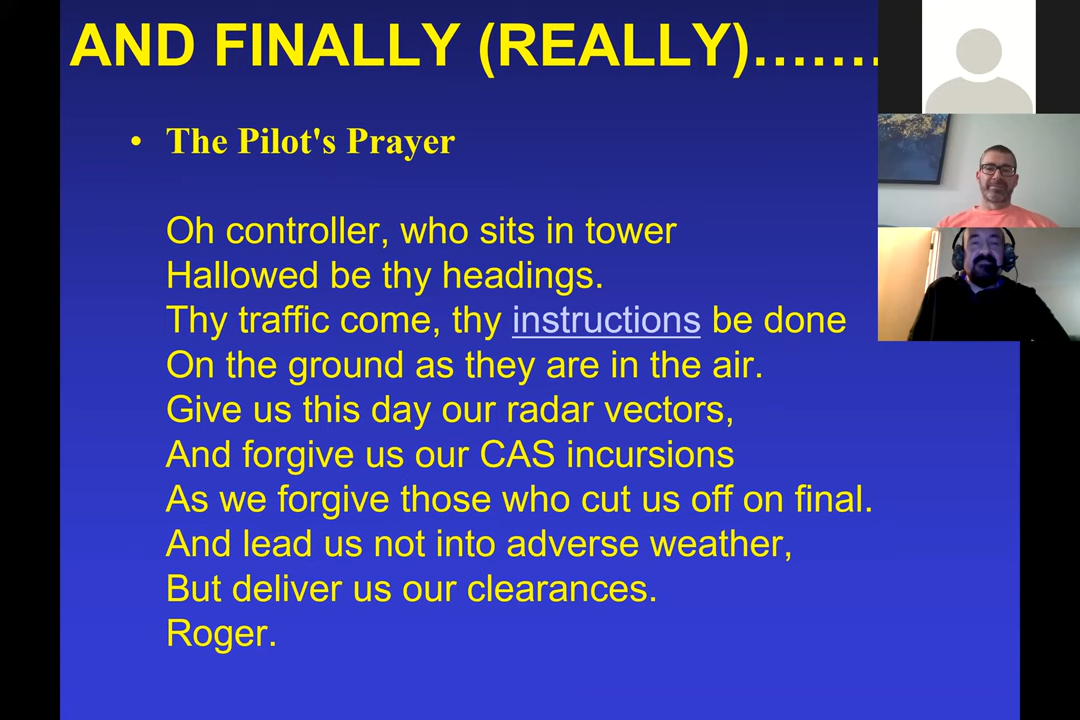 AND FINALLY (REALLY).......
• The Pilot's Prayer
Oh controller, who sits in tower
Hallowed be thy headings.
Thy traffic come, thy instructions be done
On the ground as they are in the air.
Give us this day our radar vectors,
And forgive us our CAS incursions
As we forgive those who cut us off on final.
And lead us not into adverse weather,
But deliver us our clearances.
Roger.